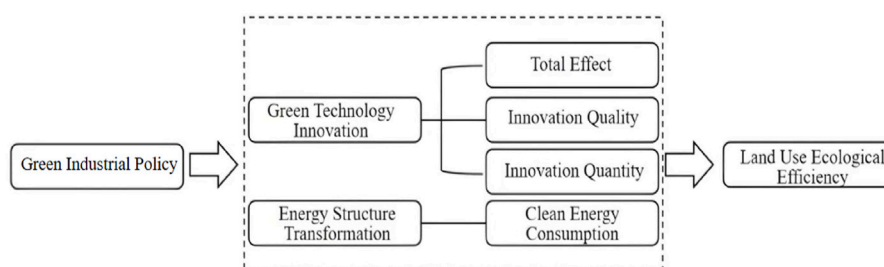 Green Industrial Policy
Green Technology
Innovation
Energy Structure
Transformation
Total Effect
Innovation Quality
Innovation Quantity
Clean Energy
Consumption
Land Use Ecological
Efficiency